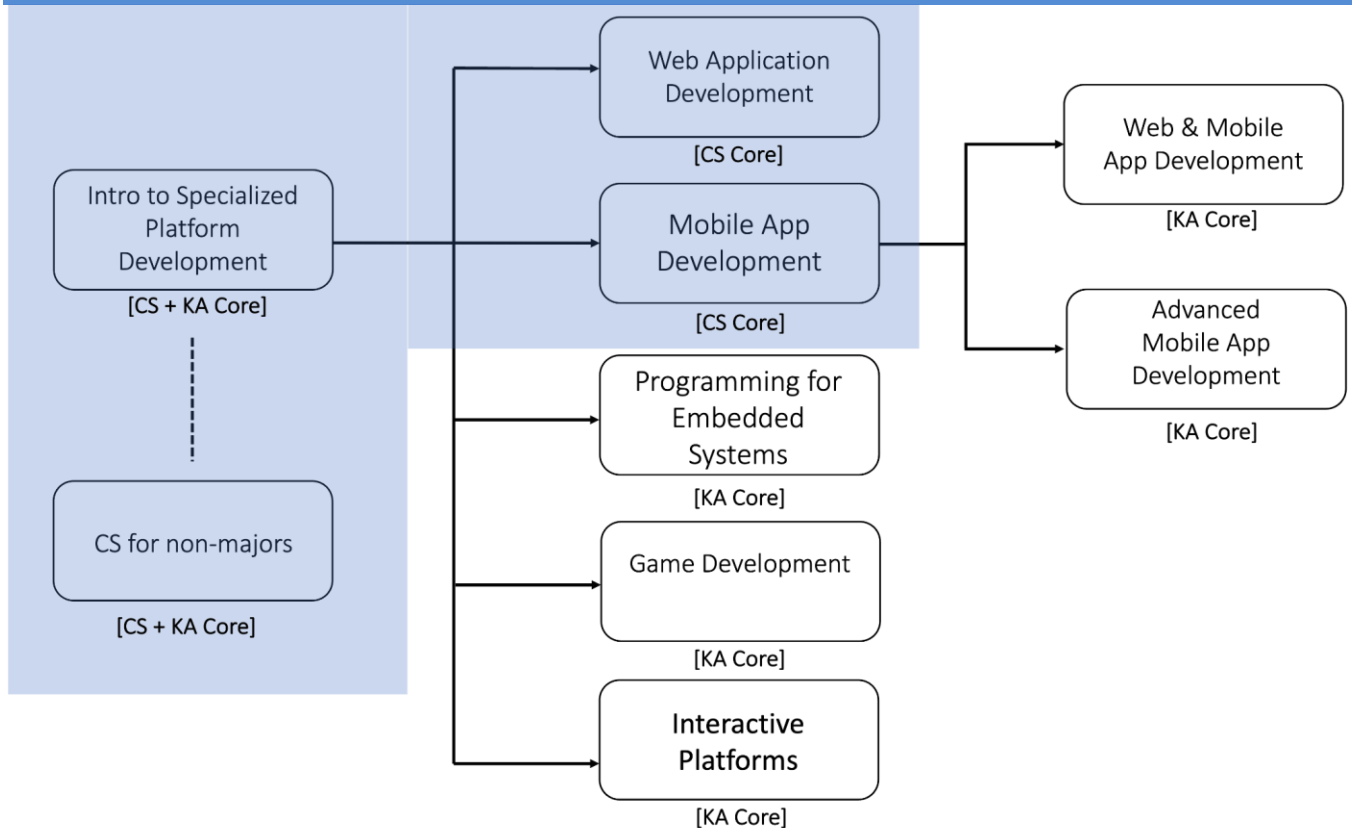 Intro to Specialized
Platform
Development
[CS + KA Core]
CS for non-majors
[CS + KA Core]
Web Application
Development
[CS Core]
Mobile App
Development
[CS Core]
Programming for
Embedded
Systems
[KA Core]
Game Development
[KA Core]
Interactive
Platforms
[KA Core]
Web & Mobile
App Development
[KA Core]
Advanced
Mobile App
Development
[KA Core]